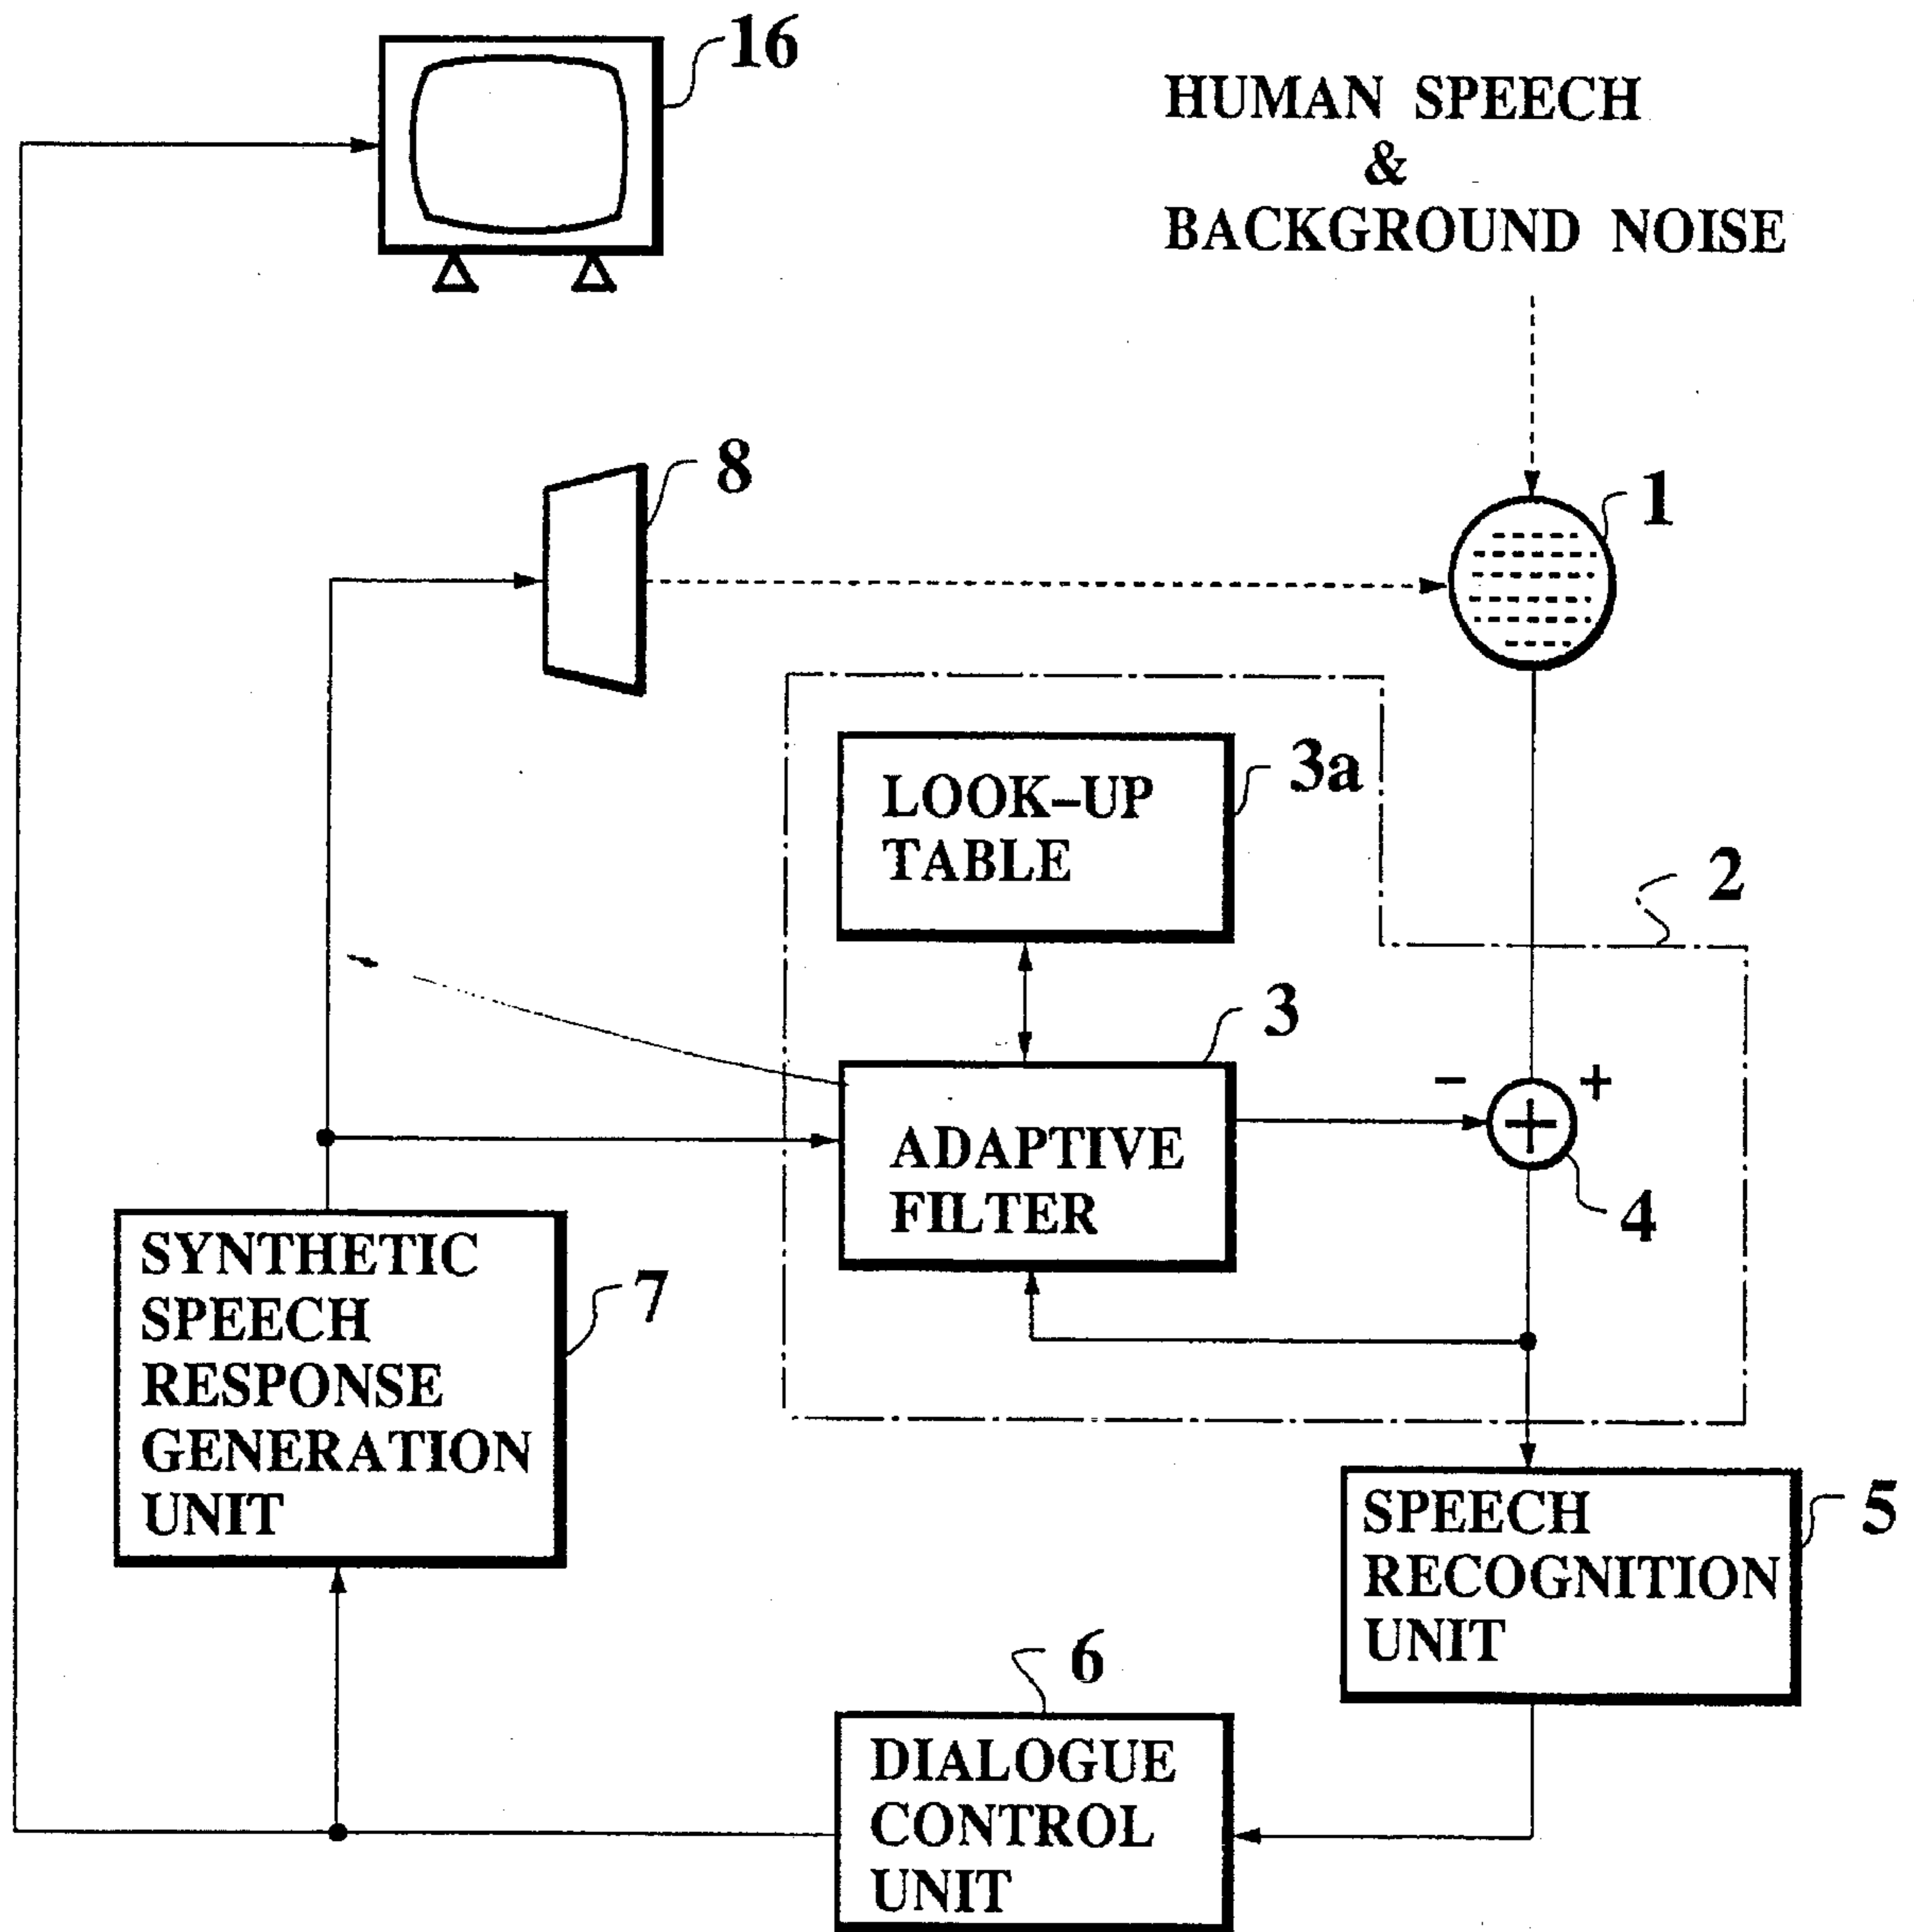 16
HUMAN SPEECH
&
BACKGROUND NOISE
8
1
LOOK-UP
TABLE
3a
2
3
- +
ADAPTIVE
FILTER
4
SYNTHETIC
SPEECH
RESPONSE
GENERATION
UNIT
7
SPEECH
RECOGNITION
UNIT
5
6
DIALOGUE
CONTROL
UNIT